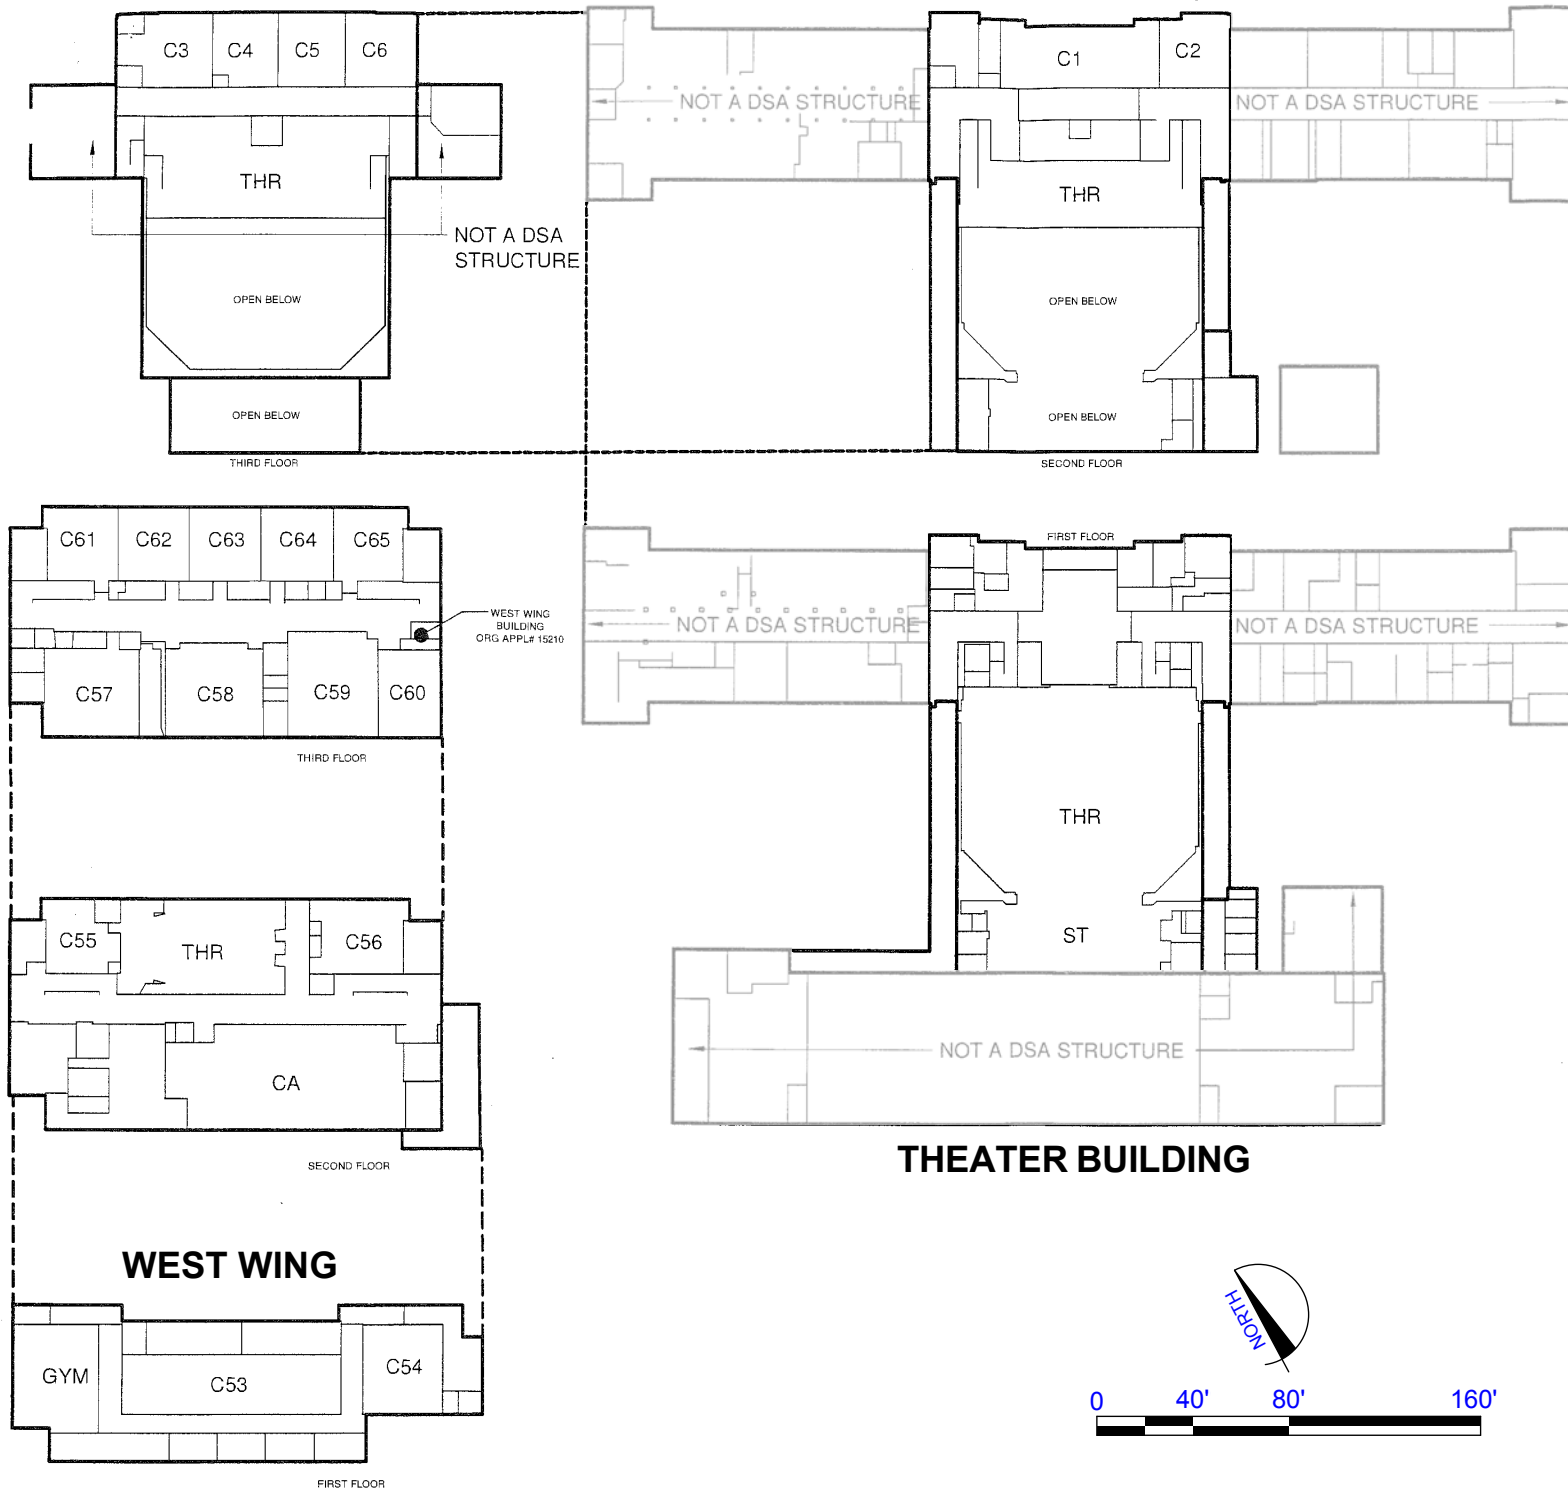 C3 C4 C5 C6
C1 C2
NOT A DSA STRUCTURE
NOT A DSA STRUCTURE
THR
THR
NOT A DSA
STRUCTURE
OPEN BELOW
OPEN BELOW
OPEN BELOW
OPEN BELOW
THIRD FLOOR
SECOND FLOOR
C61 C62 C63 C64 C65
FIRST FLOOR
WEST WING
BUILDING
ORG APPL# 15210
NOT A DSA STRUCTURE
NOT A DSA STRUCTURE
C57 C58 C59 C60
THIRD FLOOR
THR
C55 THR C56
ST
NOT A DSA STRUCTURE
CA
SECOND FLOOR
THEATER BUILDING
WEST WING
NORTH
GYM C53 C54
0 40' 80' 160'
FIRST FLOOR